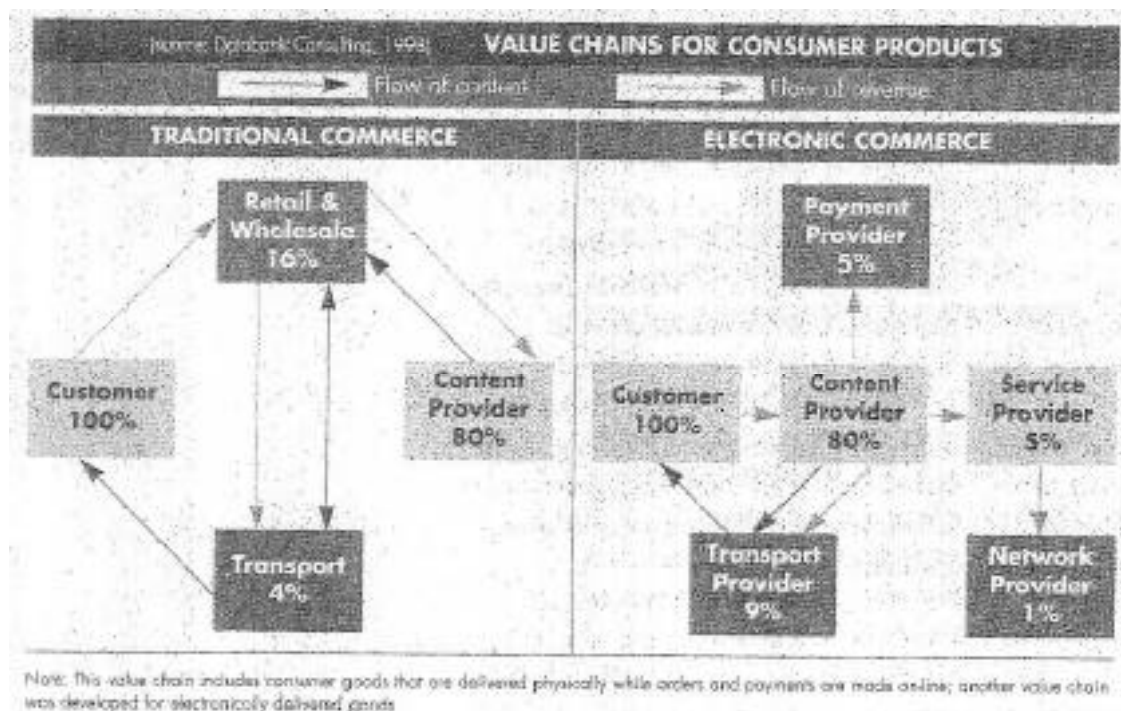 (source: Databank Consulting, 1998) VALUE CHAINS FOR CONSUMER PRODUCTS
Flow of content Flow of revenue
TRADITIONAL COMMERCE
Retail &
Wholesale
16%
Customer
100%
Content
Provider
80%
Transport
4%
ELECTRONIC COMMERCE
Payment
Provider
5%
Customer
100%
Content
Provider
80%
Service
Provider
5%
Transport
Provider
9%
Network
Provider
1%
Note: This value chain includes consumer goods that are delivered physically while orders and payments are made on-line; another value chain
was developed for electronically delivered goods